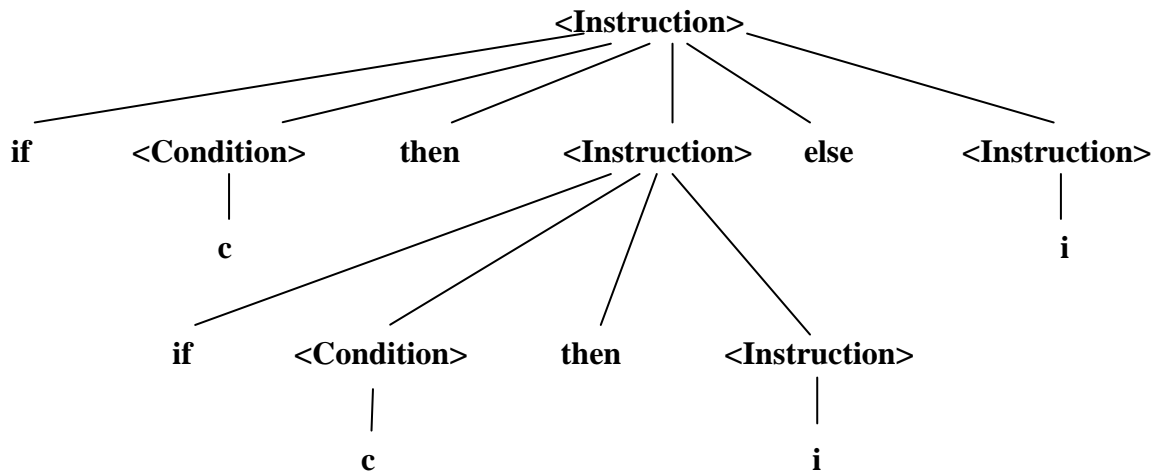 <Instruction>
if <Condition> then <Instruction> else <Instruction>
c i
if <Condition> then <Instruction>
c i